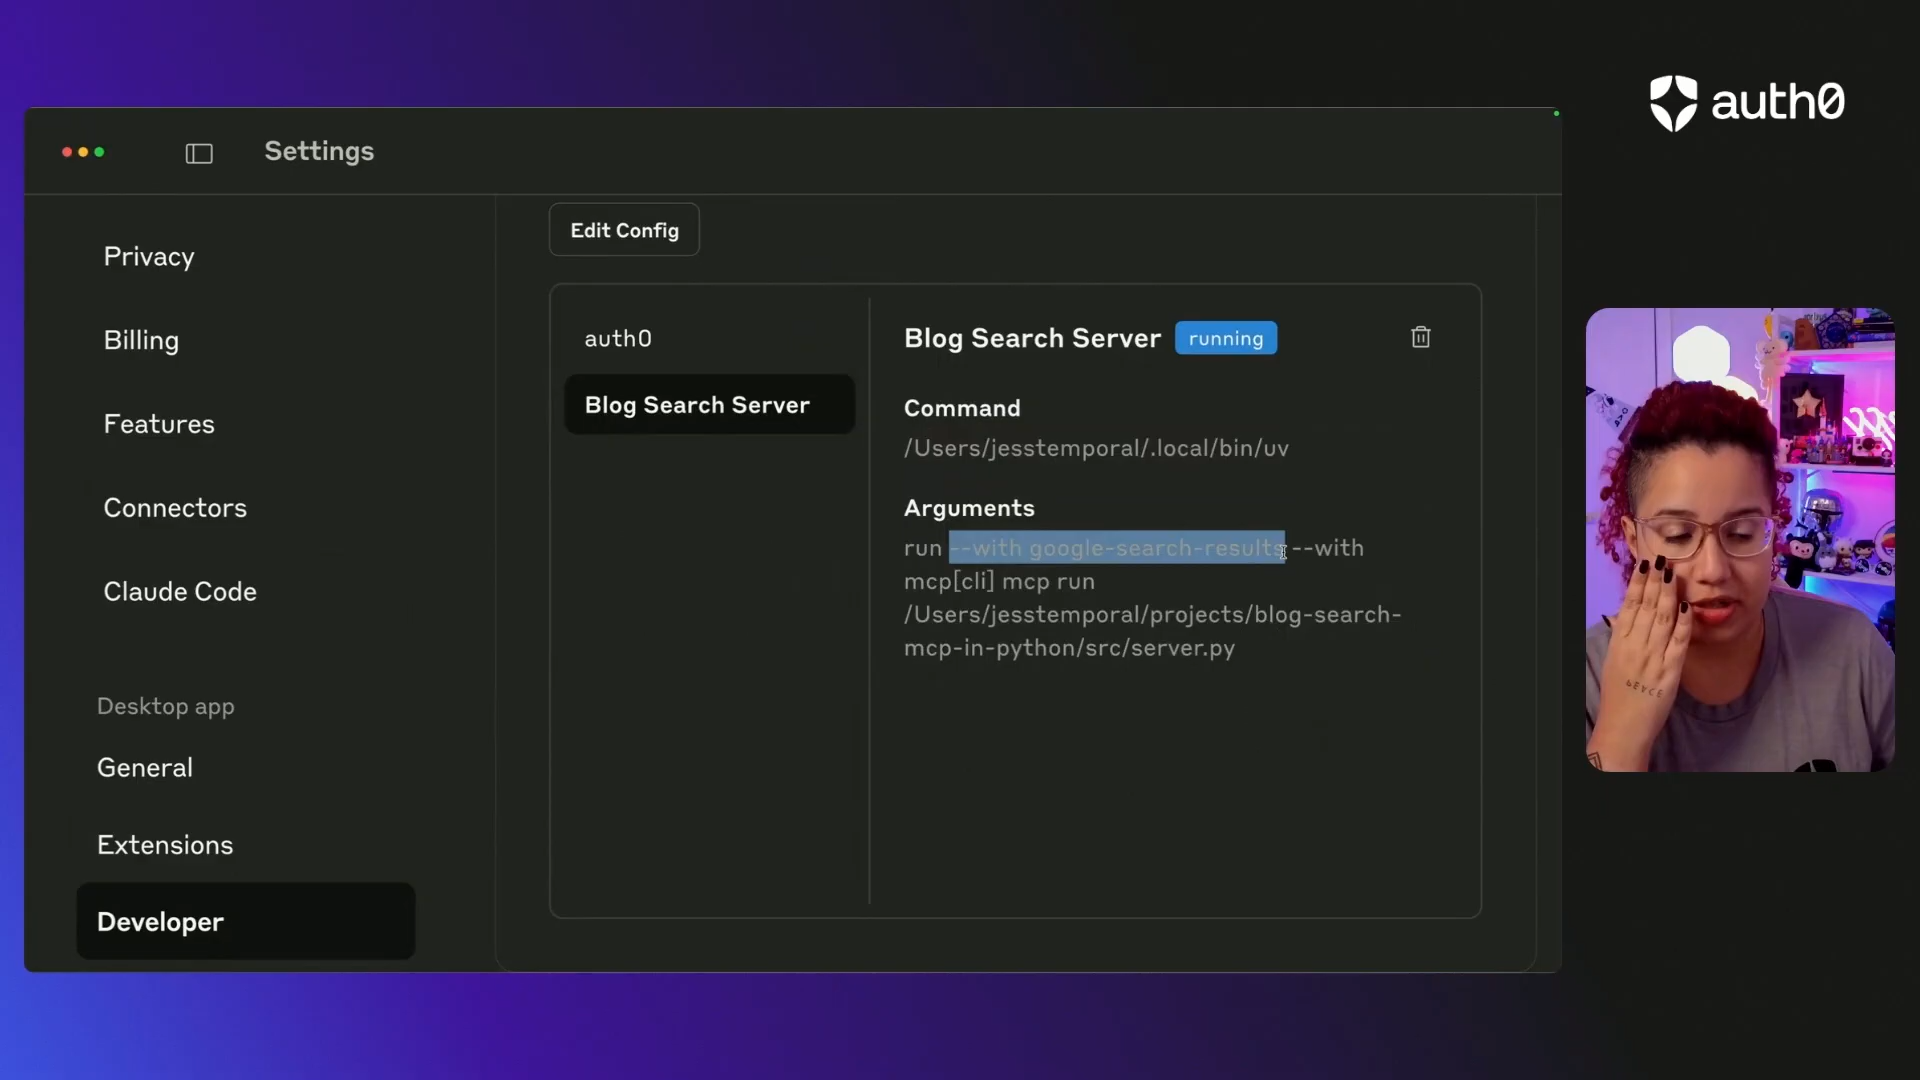 auth0
Settings
Edit Config
Privacy
Billing
Features
Connectors
Claude Code
Desktop app
General
Extensions
Developer
auth0
Blog Search Server
Blog Search Server running
Command
/Users/jesstemporal/.local/bin/uv
Arguments
run --with google-search-results --with
mcp[cli] mcp run
/Users/jesstemporal/projects/blog-search-
mcp-in-python/src/server.py